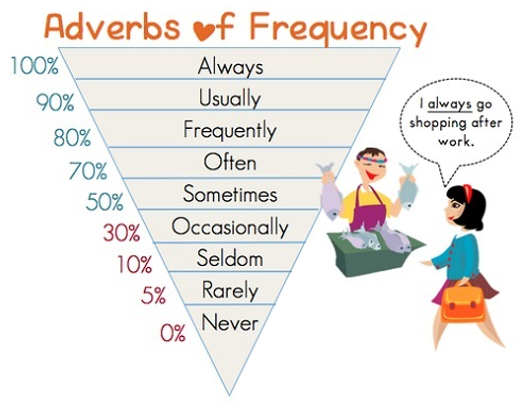 Adverbs of Frequency
100% Always
90% Usually
80% Frequently
70% Often
50% Sometimes
30% Occasionally
10% Seldom
5% Rarely
0% Never
I always go
shopping after
work.